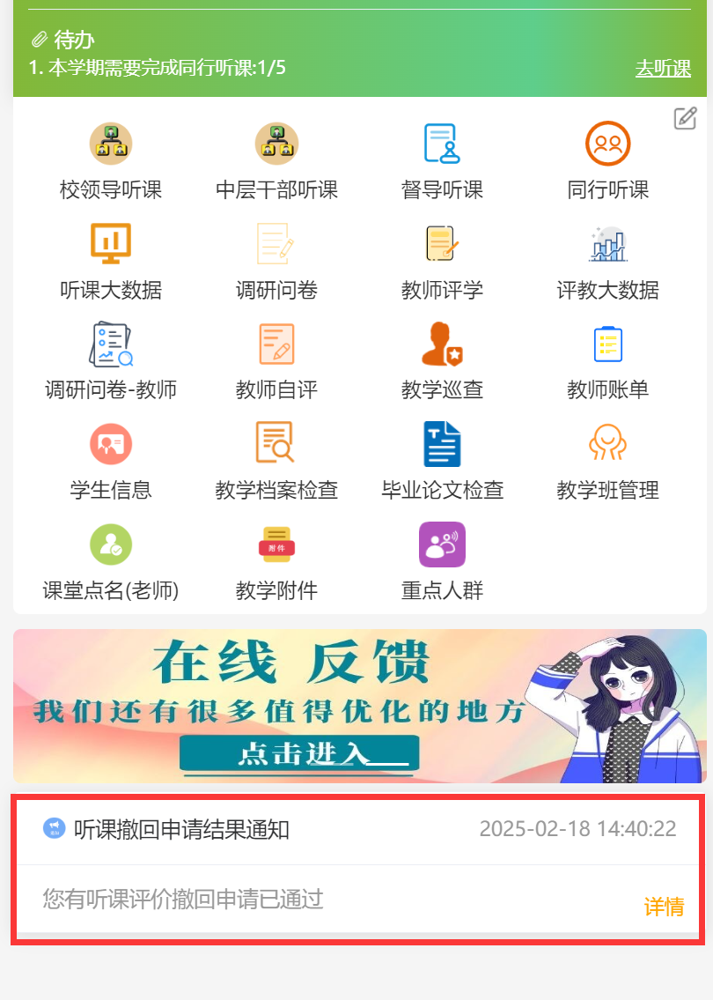 待办
1. 本学期需要完成同行听课:1/5 去听课
校领导听课 中层干部听课 督导听课 同行听课
听课大数据 调研问卷 教师评学 评教大数据
调研问卷-教师 教师自评 教学巡查 教师账单
学生信息 教学档案检查 毕业论文检查 教学班管理
附件
课堂点名(老师) 教学附件 重点人群
在线 反馈
我们还有很多值得优化的地方
点击进入
听课撤回申请结果通知 2025-02-18 14:40:22
您有听课评价撤回申请已通过
详情